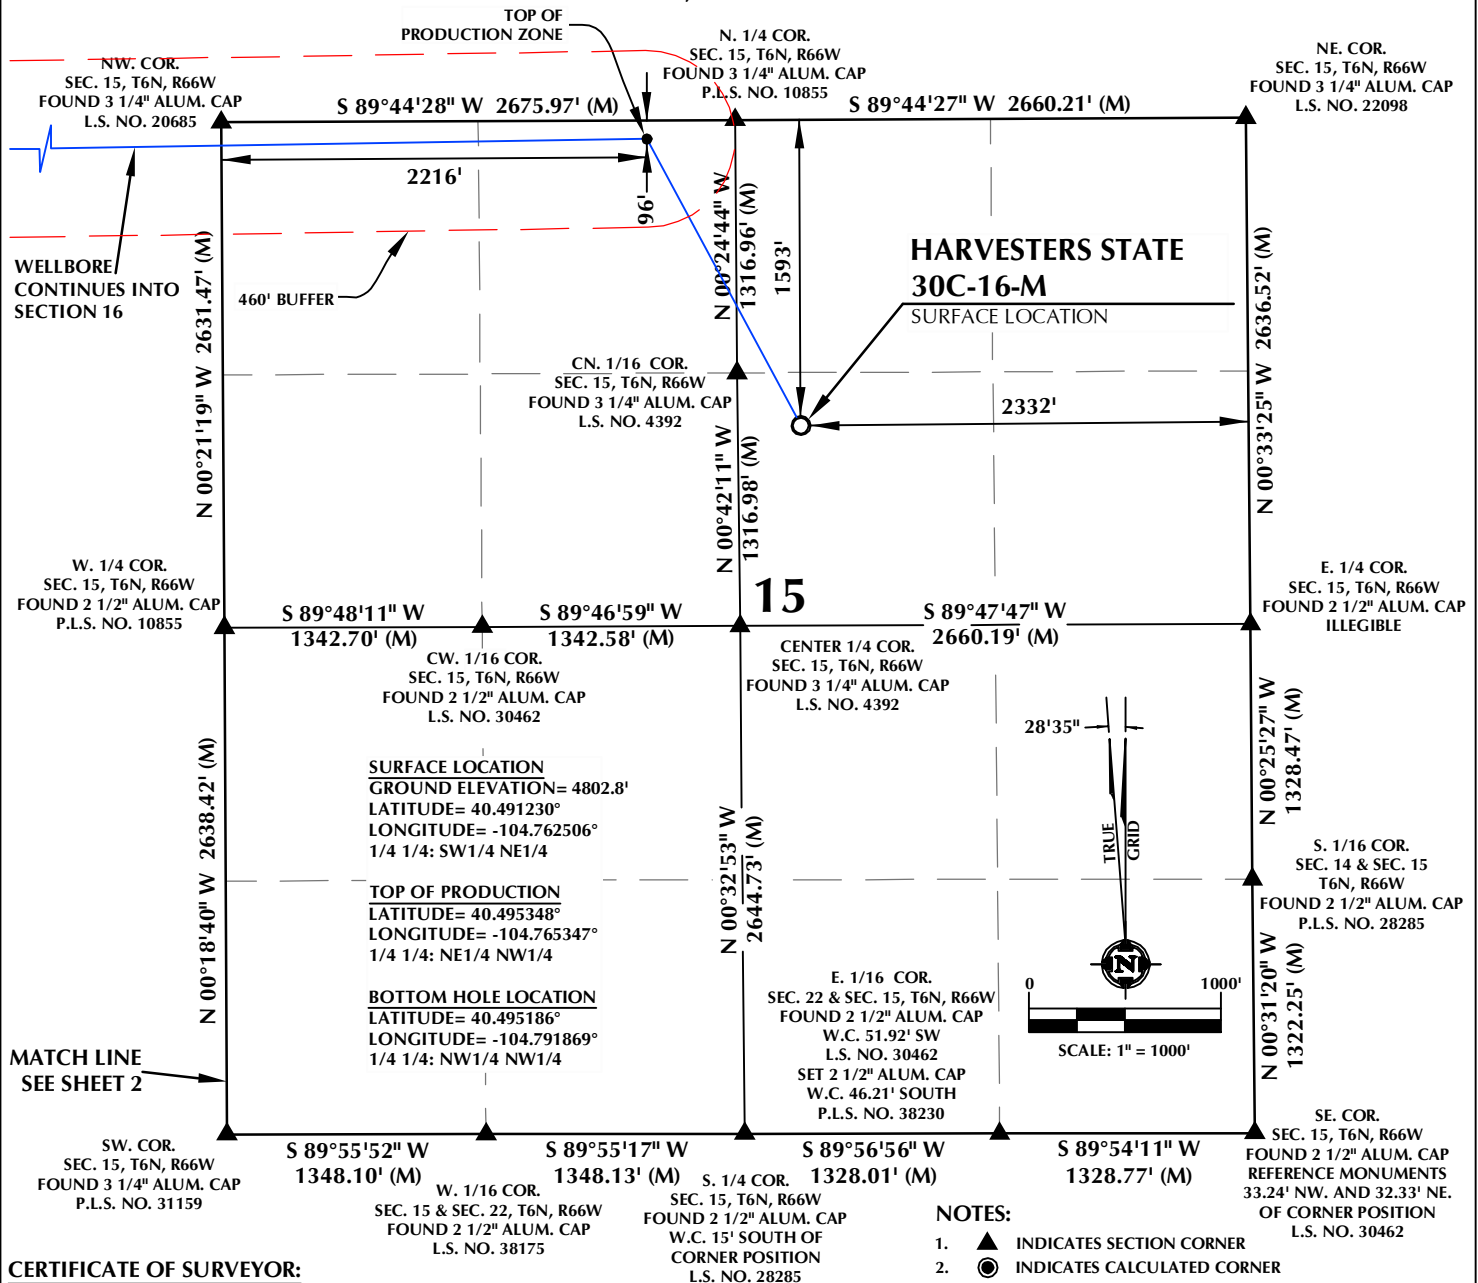 TOP OF
PRODUCTION ZONE
NW. COR.
SEC. 15, T6N, R66W
FOUND 3 1/4" ALUM. CAP
L.S. NO. 20685
N. 1/4 COR.
SEC. 15, T6N, R66W
FOUND 3 1/4" ALUM. CAP
P.L.S. NO. 10855
NE. COR.
SEC. 15, T6N, R66W
FOUND 3 1/4" ALUM. CAP
L.S. NO. 22098
S 89°44'28" W 2675.97' (M)
S 89°44'27" W 2660.21' (M)
2216'
96'
N 00°24'44" W
1316.96' (M)
1593'
HARVESTERS STATE
30C-16-M
SURFACE LOCATION
WELLBORE
CONTINUES INTO
SECTION 16
460' BUFFER
N 00°21'19" W 2631.47' (M)
N 00°33'25" W 2636.52' (M)
CN. 1/16 COR.
SEC. 15, T6N, R66W
FOUND 3 1/4" ALUM. CAP
L.S. NO. 4392
2332'
N 00°42'11" W
1316.98' (M)
W. 1/4 COR.
SEC. 15, T6N, R66W
FOUND 2 1/2" ALUM. CAP
P.L.S. NO. 10855
E. 1/4 COR.
SEC. 15, T6N, R66W
FOUND 2 1/2" ALUM. CAP
ILLEGIBLE
15
S 89°48'11" W
1342.70' (M)
S 89°46'59" W
1342.58' (M)
S 89°47'47" W
2660.19' (M)
CW. 1/16 COR.
SEC. 15, T6N, R66W
FOUND 2 1/2" ALUM. CAP
L.S. NO. 30462
CENTER 1/4 COR.
SEC. 15, T6N, R66W
FOUND 3 1/4" ALUM. CAP
L.S. NO. 4392
28'35"
TRUE
GRID
N
0 1000'
SCALE: 1" = 1000'
N 00°25'27" W
1328.47' (M)
SURFACE LOCATION
GROUND ELEVATION= 4802.8'
LATITUDE= 40.491230°
LONGITUDE= -104.762506°
1/4 1/4: SW1/4 NE1/4
TOP OF PRODUCTION
LATITUDE= 40.495348°
LONGITUDE= -104.765347°
1/4 1/4: NE1/4 NW1/4
BOTTOM HOLE LOCATION
LATITUDE= 40.495186°
LONGITUDE= -104.791869°
1/4 1/4: NW1/4 NW1/4
N 00°18'40" W 2638.42' (M)
N 00°32'53" W
2644.73' (M)
S. 1/16 COR.
SEC. 14 & SEC. 15
T6N, R66W
FOUND 2 1/2" ALUM. CAP
P.L.S. NO. 28285
E. 1/16 COR.
SEC. 22 & SEC. 15, T6N, R66W
FOUND 2 1/2" ALUM. CAP
W.C. 51.92' SW
L.S. NO. 30462
SET 2 1/2" ALUM. CAP
W.C. 46.21' SOUTH
P.L.S. NO. 38230
N 00°31'20" W
1322.25' (M)
MATCH LINE
SEE SHEET 2
SW. COR.
SEC. 15, T6N, R66W
FOUND 3 1/4" ALUM. CAP
P.L.S. NO. 31159
S 89°55'52" W
1348.10' (M)
S 89°55'17" W
1348.13' (M)
S 89°56'56" W
1328.01' (M)
S 89°54'11" W
1328.77' (M)
W. 1/16 COR.
SEC. 15 & SEC. 22, T6N, R66W
FOUND 2 1/2" ALUM. CAP
L.S. NO. 38175
S. 1/4 COR.
SEC. 15, T6N, R66W
FOUND 2 1/2" ALUM. CAP
W.C. 15' SOUTH OF
CORNER POSITION
L.S. NO. 28285
SE. COR.
SEC. 15, T6N, R66W
FOUND 2 1/2" ALUM. CAP
REFERENCE MONUMENTS
33.24' NW. AND 32.33' NE.
OF CORNER POSITION
L.S. NO. 30462
NOTES:
1. INDICATES SECTION CORNER
2. INDICATES CALCULATED CORNER
CERTIFICATE OF SURVEYOR: